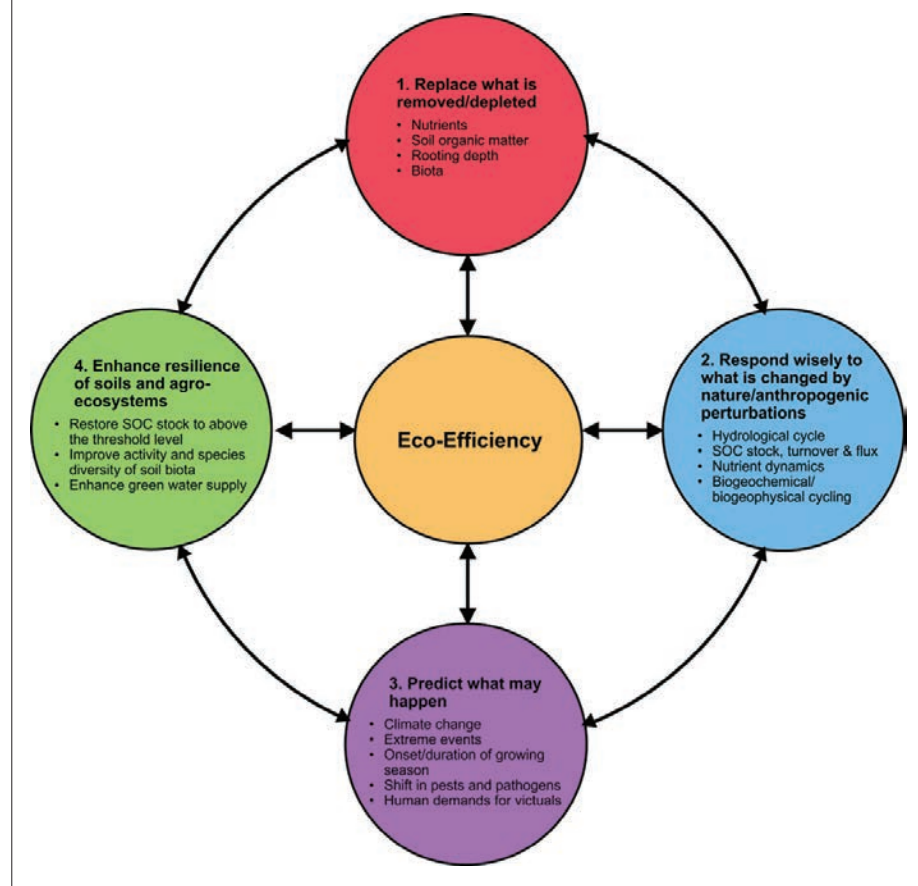 1. Replace what is
removed/depleted
• Nutrients
• Soil organic matter
• Rooting depth
• Biota
4. Enhance resilience
of soils and agro-
ecosystems
• Restore SOC stock to above
the threshold level
• Improve activity and species
diversity of soil biota
• Enhance green water supply
Eco-Efficiency
2. Respond wisely to
what is changed by
nature/anthropogenic
perturbations
• Hydrological cycle
• SOC stock, turnover & flux
• Nutrient dynamics
• Biogeochemical/
biogeophysical cycling
3. Predict what may
happen
• Climate change
• Extreme events
• Onset/duration of growing
season
• Shift in pests and pathogens
• Human demands for victuals